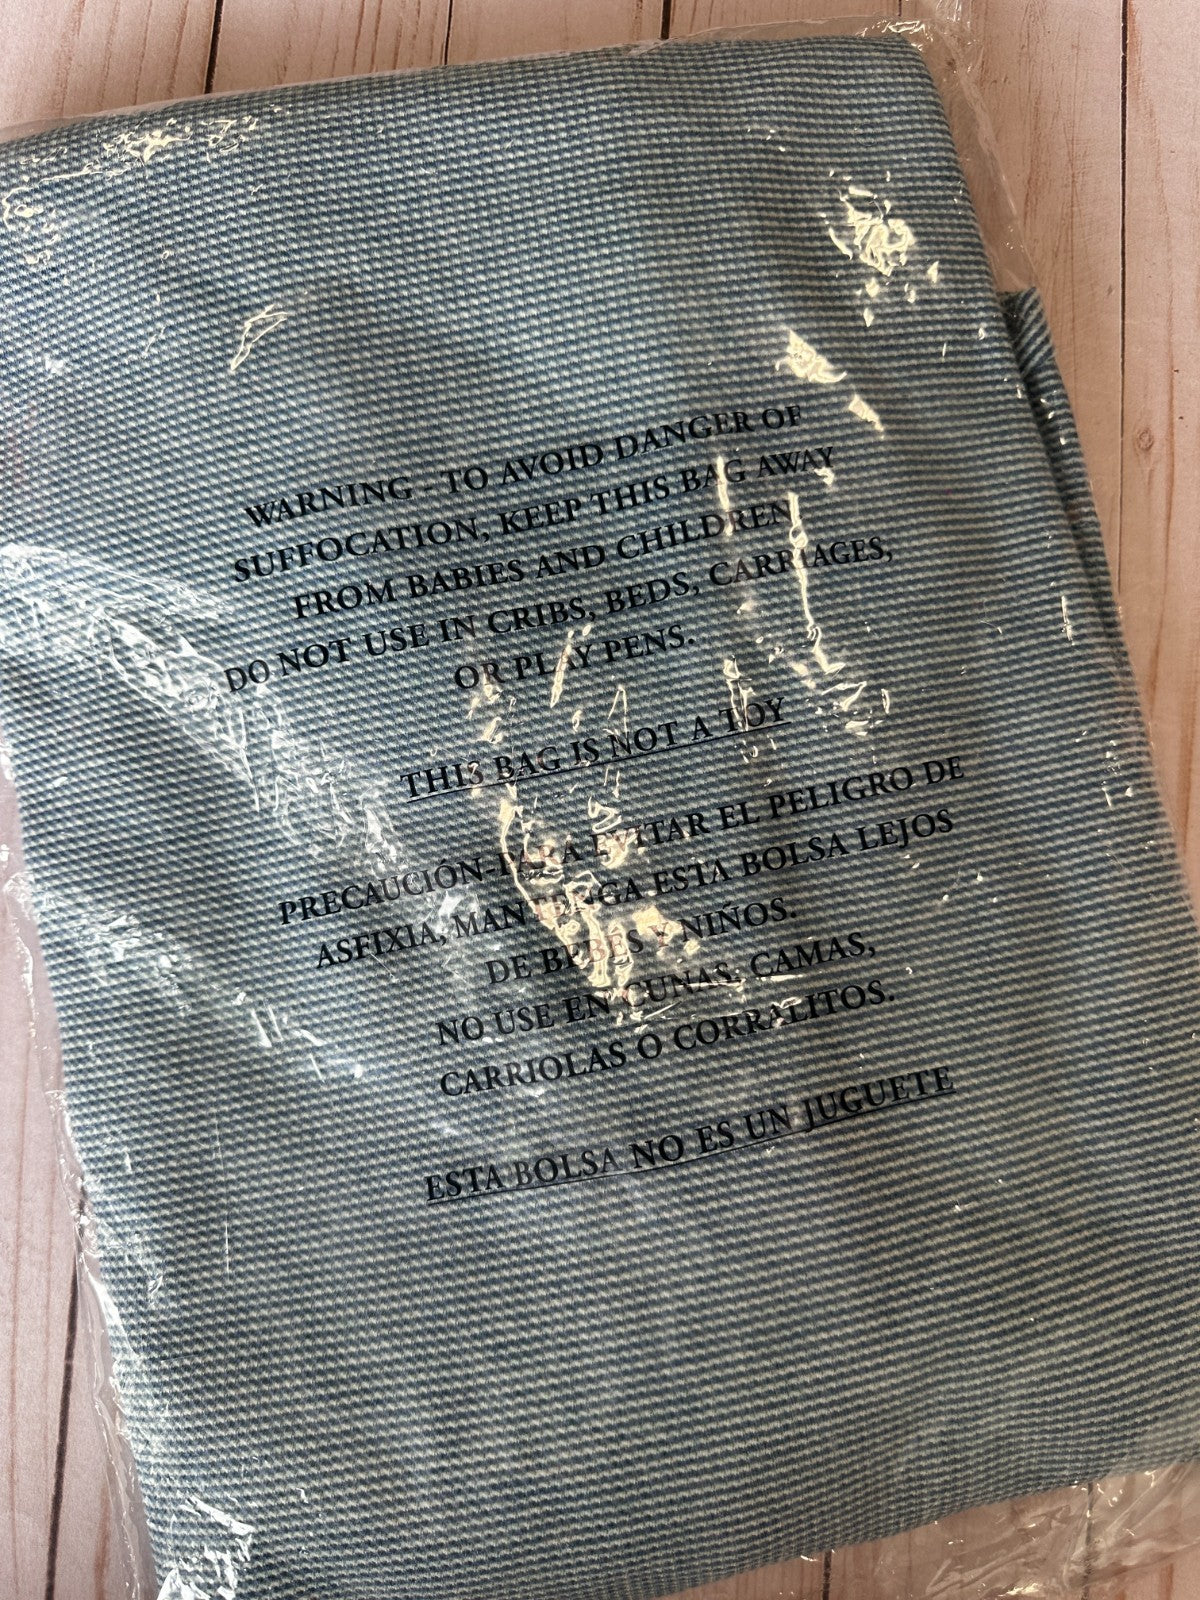 WARNING - TO AVOID DANGER OF
SUFFOCATION, KEEP THIS BAG AWAY
FROM BABIES AND CHILDREN
DO NOT USE IN CRIBS, BEDS, CARRIAGES,
OR PLAY PENS.
THIS BAG IS NOT A TOY
PRECAUCIÓN-PARA EVITAR EL PELIGRO DE
ASFIXIA, MANTENGA ESTA BOLSA LEJOS
DE BEBES Y NIÑOS.
NO USE EN CUNAS, CAMAS,
CARRIOLAS O CORRALITOS.
ESTA BOLSA NO ES UN JUGUETE